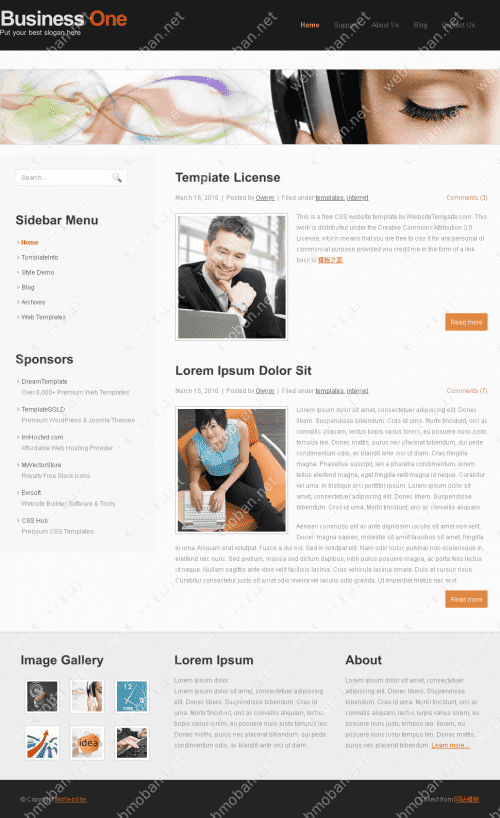 Business One
Put your best slogan here
Home Support About Us Blog Contact Us
Search...
Sidebar Menu
Home
TemplateInfo
Style Demo
Blog
Archives
Web Templates
Sponsors
DreamTemplate
Over 6,000+ Premium Web Templates
TemplateSOLD
Premium WordPress & Joomla Themes
ImHosted.com
Affordable Web Hosting Provider
MyVectorStore
Royalty Free Stock Icons
Evrsoft
Website Builder Software & Tools
CSS Hub
Premium CSS Templates
Template License
March 16, 2010 | Posted by Owner | Filed under templates, internet
Comments (3)
This is a free CSS website template by iWebsiteTemplate.com. This
work is distributed under the Creative Commons Attribution 3.0
License, which means that you are free to use it for any personal or
commercial purpose provided you credit me in the form of a link
back to 模板之家.
Read more
Lorem Ipsum Dolor Sit
March 15, 2010 | Posted by Owner | Filed under templates, internet
Comments (7)
Lorem ipsum dolor sit amet, consectetuer adipiscing elit. Donec
libero. Suspendisse bibendum. Cras id urna. Morbi tincidunt, orci ac
convallis aliquam, lectus turpis varius lorem, eu posuere nunc justo
tempus leo. Donec mattis, purus nec placerat bibendum, dui pede
condimentum odio, ac blandit ante orci ut diam. Cras fringilla
magna. Phasellus suscipit, leo a pharetra condimentum, lorem
tellus eleifend magna, eget fringilla velit magna id neque. Curabitur
vel urna. In tristique orci porttitor ipsum. Lorem ipsum dolor sit
amet, consectetuer adipiscing elit. Donec libero. Suspendisse
bibendum. Cras id urna. Morbi tincidunt, orci ac convallis aliquam.
Aenean commodo elit ac ante dignissim iaculis sit amet non velit.
Donec magna sapien, molestie sit amet faucibus sit amet, fringilla
in urna. Aliquam erat volutpat. Fusce a dui est. Sed in volutpat elit. Nam odio tortor, pulvinar non scelerisque in,
eleifend nec nunc. Sed pretium, massa sed dictum dapibus, nibh purus posuere magna, ac porta felis lectus
ut neque. Nullam sagittis ante vitae velit facilisis lacinia. Cras vehicula lacinia ornare. Duis et cursus risus.
Curabitur consectetur justo sit amet odio viverra vel iaculis odio gravida. Ut imperdiet metus nec erat.
Read more
Image Gallery
Lorem Ipsum
Lorem ipsum dolor
Lorem ipsum dolor sit amet, consectetuer adipiscing
elit. Donec libero. Suspendisse bibendum. Cras id
urna. Morbi tincidunt, orci ac convallis aliquam, lectus
turpis varius lorem, eu posuere nunc justo tempus leo.
Donec mattis, purus nec placerat bibendum, dui pede
condimentum odio, ac blandit ante orci ut diam.
About
Lorem ipsum dolor sit amet, consectetuer
adipiscing elit. Donec libero. Suspendisse
bibendum. Cras id urna. Morbi tincidunt, orci ac
convallis aliquam, lectus turpis varius lorem, eu
posuere nunc justo tempus leo. llorem, eu
posuere nunc justo tempus leo. Donec mattis,
purus nec placerat bibendum. Learn more...
12
idea
© Copyright MyWebSite
Collect from 网站模板